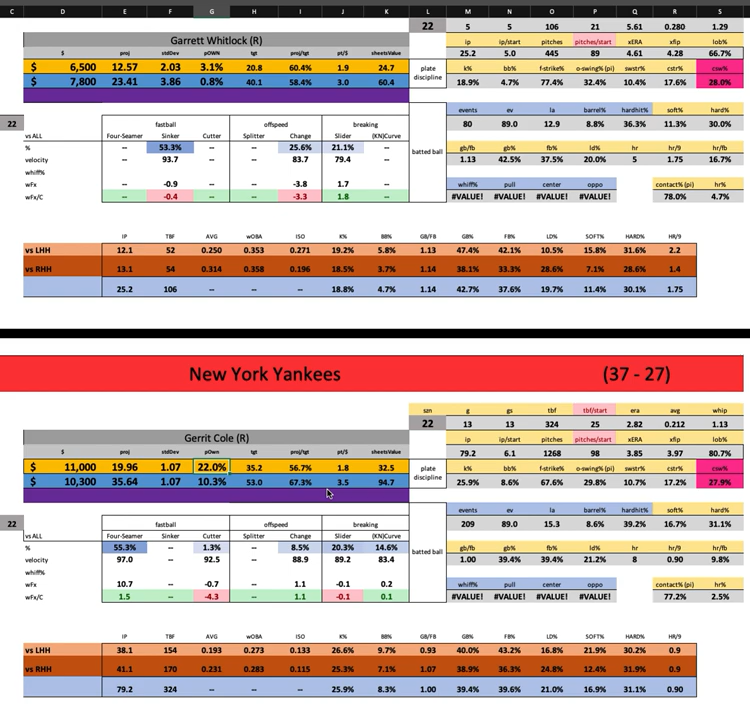 C D E F G H I J K L M N O P Q R S
22 5 5 106 21 5.61 0.280 1.29
Garrett Whitlock (R) ip ip/start pitches pitches/start xERA xfip lob%
$ proj stdDev pOWN tgt proj/tgt pt/$ sheetsValue 25.2 5.0 445 89 4.21 66.7%
$ 6,500 12.57 2.03 3.1% 20.8 60.4% 1.9 24.7 plate discipline k% bb% f-strike% o-swing% (pi) swstr% cstr% csw%
$ 7,800 23.41 3.86 0.8% 40.1 58.4% 3.0 60.4 18.9% 4.7% 77.4% 32.4% 10.4% 17.6% 28.0%
events ev la barrel% hardhit% soft% hard%
22 fastball offspeed breaking 80 89.0 12.9 8.8% 36.3% 11.3% 30.0%
vs ALL Four-Seamer Sinker Cutter Splitter Change Slider (KN)Curve
% -- 53.3% -- -- 25.6% 21.1% -- batted ball gb/fb gb% fb% ld% hr hr/9 hr/fb
velocity -- 93.7 -- -- 83.7 79.4 -- 1.13 42.5% 37.5% 20.0% 5 1.75 16.7%
whiff%
wFx -- -0.9 -- -- -3.8 1.7 -- whiff% pull center oppo contact% (pi) hr%
wFx/C -- -0.4 -- -- -3.3 1.8 -- #VALUE! #VALUE! #VALUE! #VALUE! 78.0% 4.7%
IP TBF AVG wOBA ISO K% BB% GB/FB GB% FB% LD% SOFT% HARD% HR/9
vs LHH 12.1 52 0.250 0.353 0.271 19.2% 5.8% 1.13 47.4% 42.1% 10.5% 15.8% 31.6% 2.2
vs RHH 13.1 54 0.314 0.358 0.196 18.5% 3.7% 1.14 38.1% 33.3% 28.6% 7.1% 28.6% 1.4
25.2 106 -- -- 18.8% 4.7% 1.14 42.7% 37.6% 19.7% 11.4% 30.1% 1.75
New York Yankees (37 - 27)
szn g gs tbf tbf/start era avg whip
22 13 13 324 25 2.82 0.212 1.13
Gerrit Cole (R) ip ip/start pitches pitches/start xERA xfip lob%
$ proj stdDev pOwn tgt proj/tgt pt/$ sheetsValue 79.2 6.1 1268 98 3.85 3.97 80.7%
$ 11,000 19.96 1.07 22.0% 35.2 56.7% 1.8 32.5 plate discipline k% bb% f-strike% o-swing% (pi) swstr% cstr% csw%
$ 10,300 35.64 1.07 10.3% 53.0 67.3% 3.5 94.7 25.9% 8.6% 67.6% 29.8% 10.7% 17.2% 27.9%
events ev la barrel% hardhit% soft% hard%
22 fastball offspeed breaking 209 89.0 15.3 8.6% 39.2% 16.7% 31.1%
vs ALL Four-Seamer Sinker Cutter Splitter Change Slider (KN)Curve
% 55.3% -- 1.3% -- 8.5% 20.3% 14.6% batted ball gb/fb gb% fb% ld% hr hr/9 hr/fb
velocity 97.0 -- 92.5 -- 88.9 89.2 83.4 1.00 39.4% 39.4% 21.2% 8 0.90 9.8%
whiff%
wFx 10.7 -- -0.7 -- 1.1 -0.1 0.2 whiff% pull center oppo contact% (pi) hr%
wFx/C 1.5 -- -4.3 -- 1.1 -0.1 0.1 #VALUE! #VALUE! #VALUE! #VALUE! 77.2% 2.5%
IP TBF AVG wOBA ISO K% BB% GB/FB GB% FB% LD% SOFT% HARD% HR/9
vs LHH 38.1 154 0.193 0.273 0.133 26.6% 9.7% 0.93 40.0% 43.2% 16.8% 21.9% 30.2% 0.9
vs RHH 41.1 170 0.231 0.283 0.115 25.3% 7.1% 1.07 38.9% 36.3% 24.8% 12.4% 31.9% 0.9
79.2 324 -- -- 25.9% 8.3% 1.00 39.4% 39.6% 21.0% 16.9% 31.1% 0.90